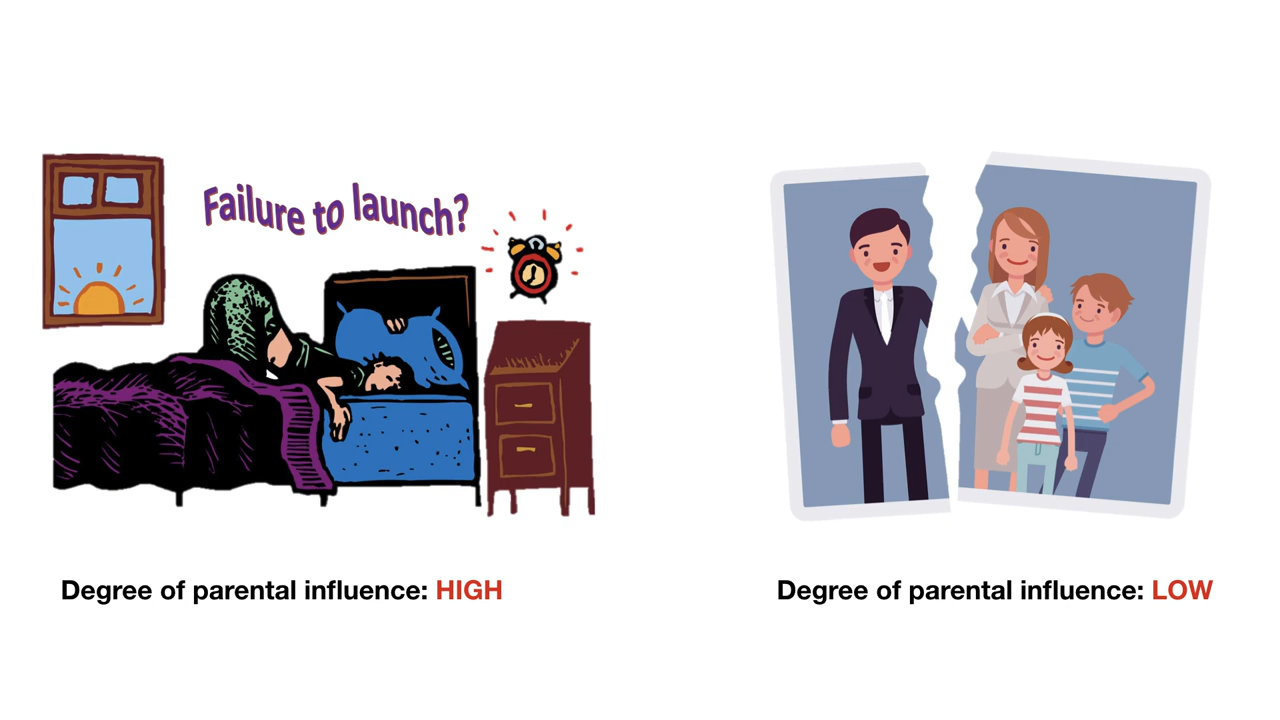 Failure to launch?
Degree of parental influence: HIGH
Degree of parental influence: LOW